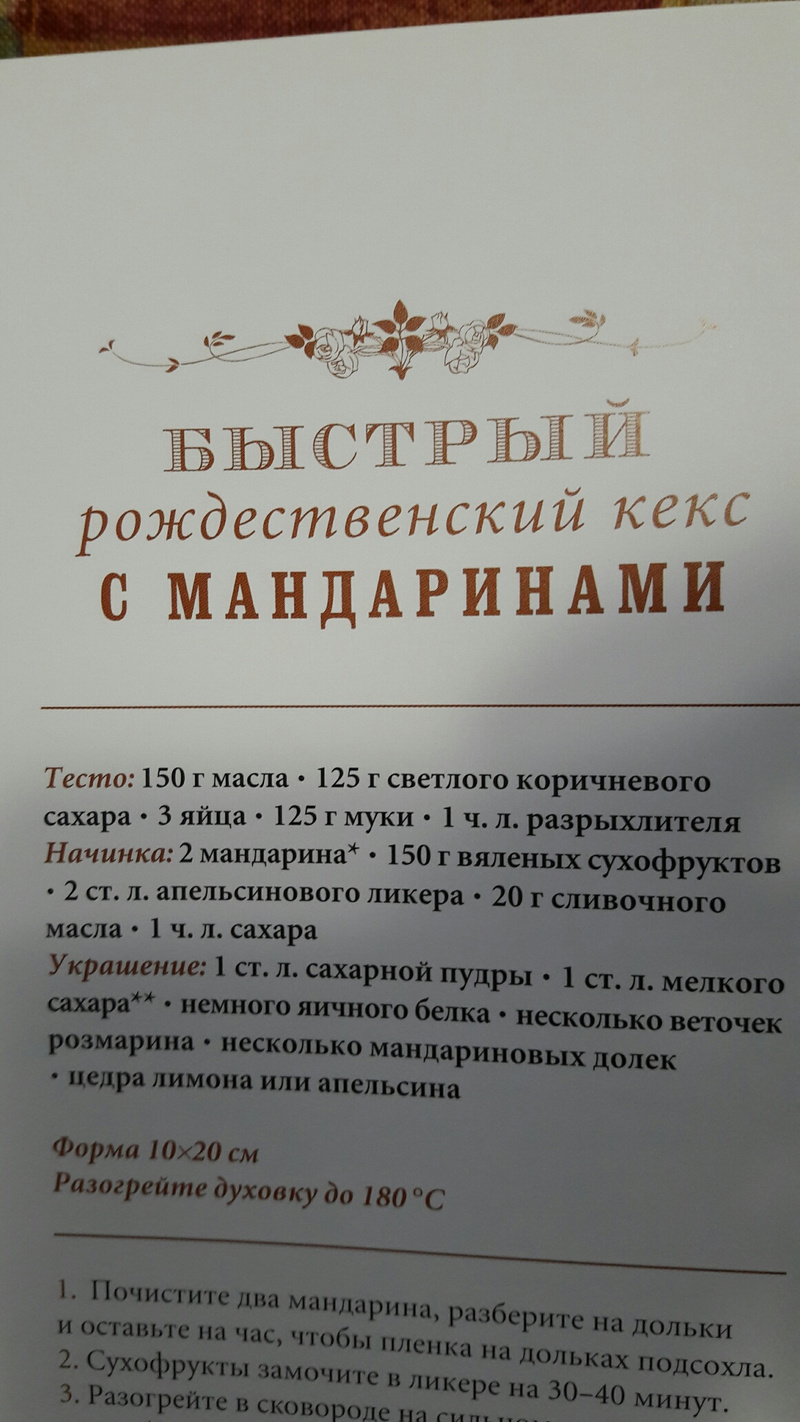 БЫСТРЫЙ
рождественский кекс
С МАНДАРИНАМИ
Тесто: 150 г масла • 125 г светлого коричневого
сахара • 3 яйца • 125 г муки • 1 ч. л. разрыхлителя
Начинка: 2 мандарина* • 150 г вяленых сухофруктов
• 2 ст. л. апельсинового ликера • 20 г сливочного
масла • 1 ч. л. сахара
Украшение: 1 ст. л. сахарной пудры • 1 ст. л. мелкого
сахара** • немного яичного белка • несколько веточек
розмарина • несколько мандариновых долек
• цедра лимона или апельсина
Форма 10×20 см
Разогрейте духовку до 180 °С
1. Почистите два мандарина, разберите на дольки
и оставьте на час, чтобы пленка на дольках подсохла.
2. Сухофрукты замочите в ликере на 30–40 минут.
3. Разогрейте в сковороде на